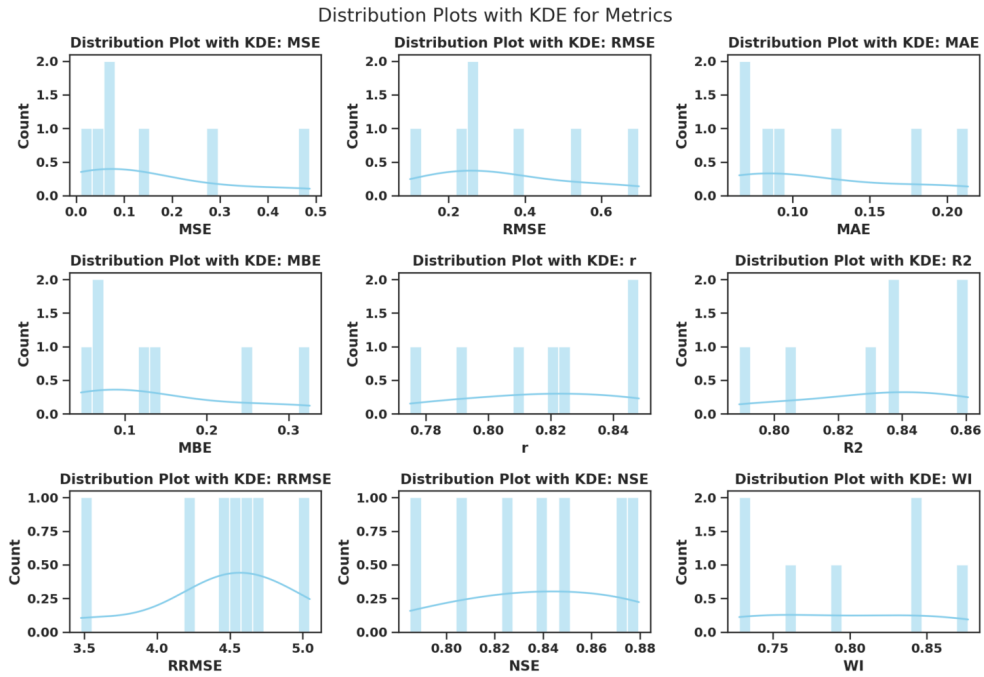 Distribution Plots with KDE for Metrics
Distribution Plot with KDE: MSE
2.0
1.5
1.0
0.5
0.0
Count
0.0 0.1 0.2 0.3 0.4 0.5
MSE
Distribution Plot with KDE: RMSE
2.0
1.5
1.0
0.5
0.0
Count
0.2 0.4 0.6
RMSE
Distribution Plot with KDE: MAE
2.0
1.5
1.0
0.5
0.0
Count
0.10 0.15 0.20
MAE
Distribution Plot with KDE: MBE
2.0
1.5
1.0
0.5
0.0
Count
0.1 0.2 0.3
MBE
Distribution Plot with KDE: r
2.0
1.5
1.0
0.5
0.0
Count
0.78 0.80 0.82 0.84
r
Distribution Plot with KDE: R2
2.0
1.5
1.0
0.5
0.0
Count
0.80 0.82 0.84 0.86
R2
Distribution Plot with KDE: RRMSE
1.00
0.75
0.50
0.25
0.00
Count
3.5 4.0 4.5 5.0
RRMSE
Distribution Plot with KDE: NSE
1.00
0.75
0.50
0.25
0.00
Count
0.80 0.82 0.84 0.86 0.88
NSE
Distribution Plot with KDE: WI
2.0
1.5
1.0
0.5
0.0
Count
0.75 0.80 0.85
WI